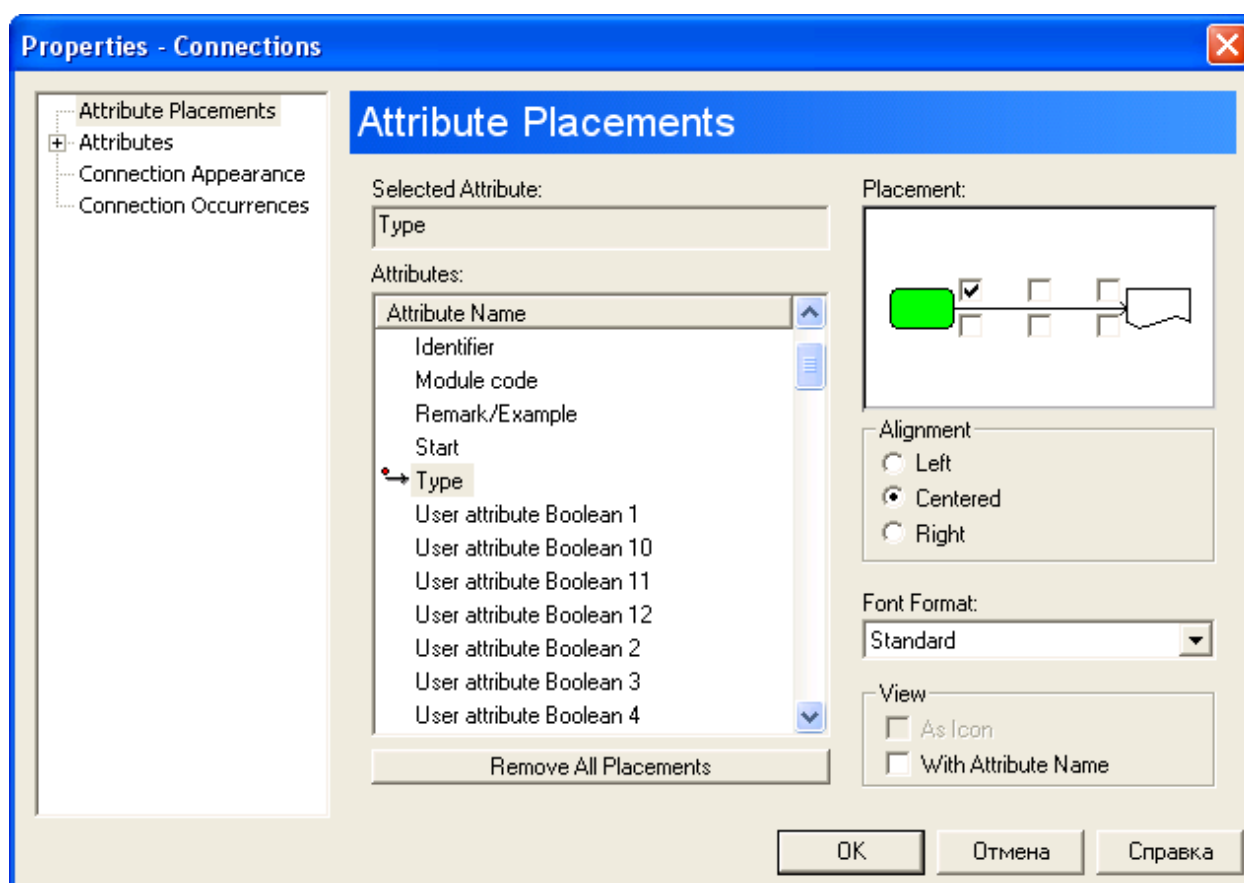 Properties - Connections
Attribute Placements
Attributes
Connection Appearance
Connection Occurrences
Attribute Placements
Selected Attribute:
Type
Attributes:
Attribute Name
Identifier
Module code
Remark/Example
Start
Type
User attribute Boolean 1
User attribute Boolean 10
User attribute Boolean 11
User attribute Boolean 12
User attribute Boolean 2
User attribute Boolean 3
User attribute Boolean 4
Remove All Placements
Placement:
Alignment
Left
Centered
Right
Font Format:
Standard
View
As Icon
With Attribute Name
OK
Отмена
Справка